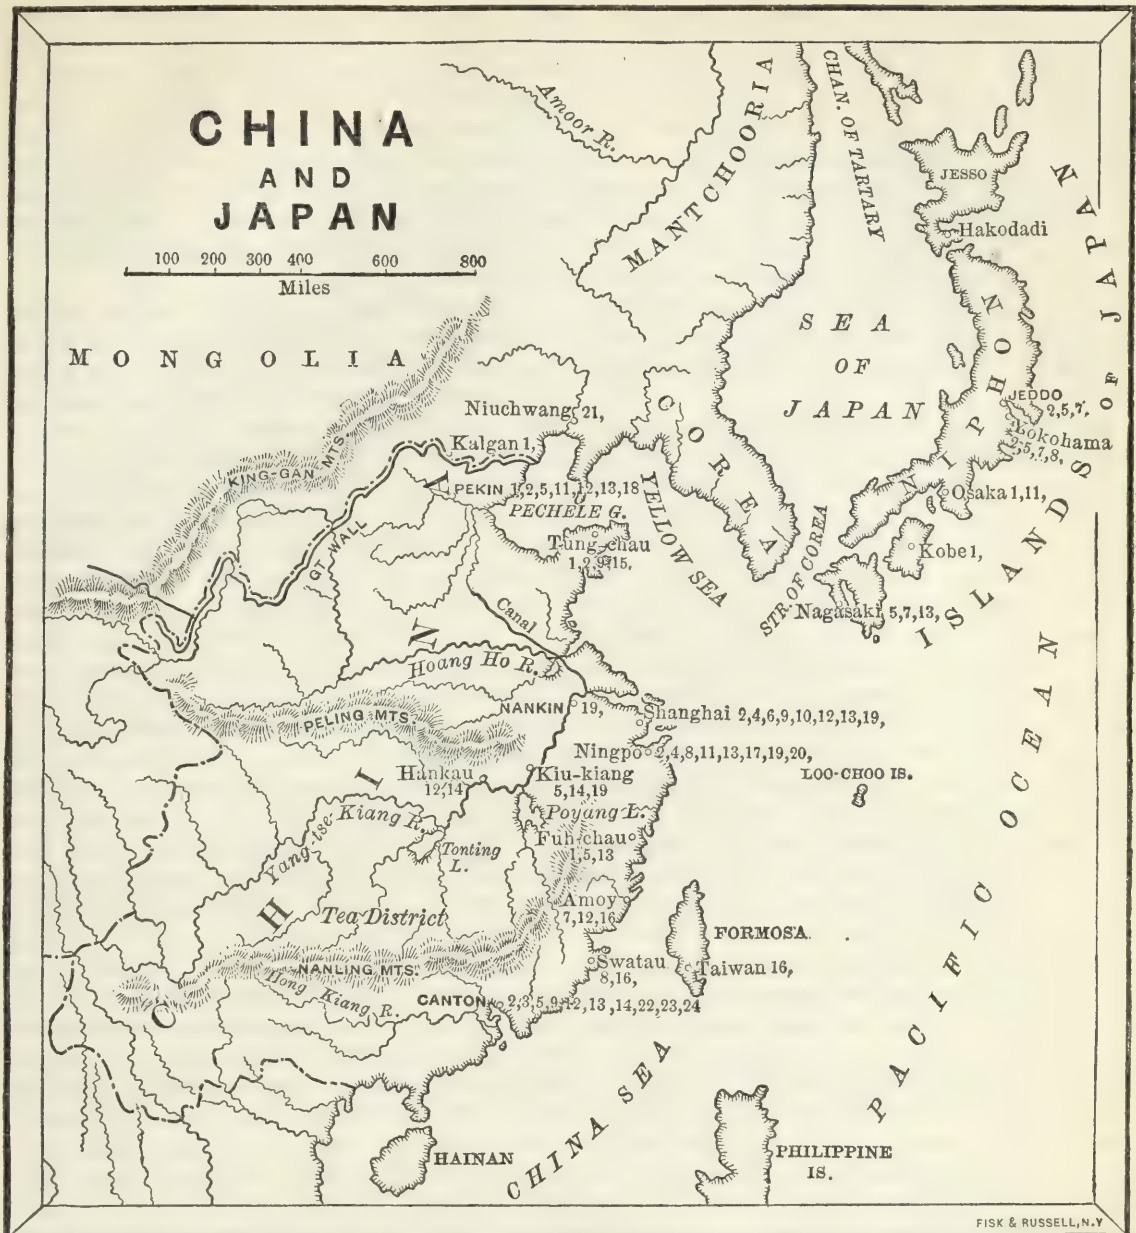 CHINA
AND
JAPAN
100 200 300 400 600 800
Miles
Amoor R.
MANTCHOORIA
CHAN. OF TARTARY
JESSO
Hakodadi
MONGOLIA
SEA
OF
JAPAN
NIPHON
ISLANDS OF JAPAN
JEDDO
2,5,7,
Yokohama
2,5,7,8,
Niuchwang 21,
KING-GAN MTS.
Kalgan 1,
COREA
PEKIN 1,2,5,11,12,13,18
PECHELE G.
YELLOW SEA
Osaka 1,11,
GT WALL
Tung-chau
1,2,9,15,
STR OF COREA
Kobe 1,
Nagasaki 5,7,13,
Canal
Hoang Ho R.
CHINA
PELING MTS.
NANKIN 19,
Shanghai 2,4,6,9,10,12,13,19,
Ningpo 2,4,8,11,13,17,19,20,
Hankau
12,14
Kiu-kiang
5,14,19
LOO-CHOO IS.
Yang-tse Kiang R.
Poyang L.
Tonting
L.
Fuh-chau
1,5,13
Tea District
Amoy
7,12,16
FORMOSA
NANLING MTS.
Swatau
8,16,
Taiwan 16,
Hong Kiang R.
CANTON 2,3,5,9,12,13,14,22,23,24
PACIFIC OCEAN
CHINA SEA
HAINAN
PHILIPPINE
IS.
FISK & RUSSELL, N.Y